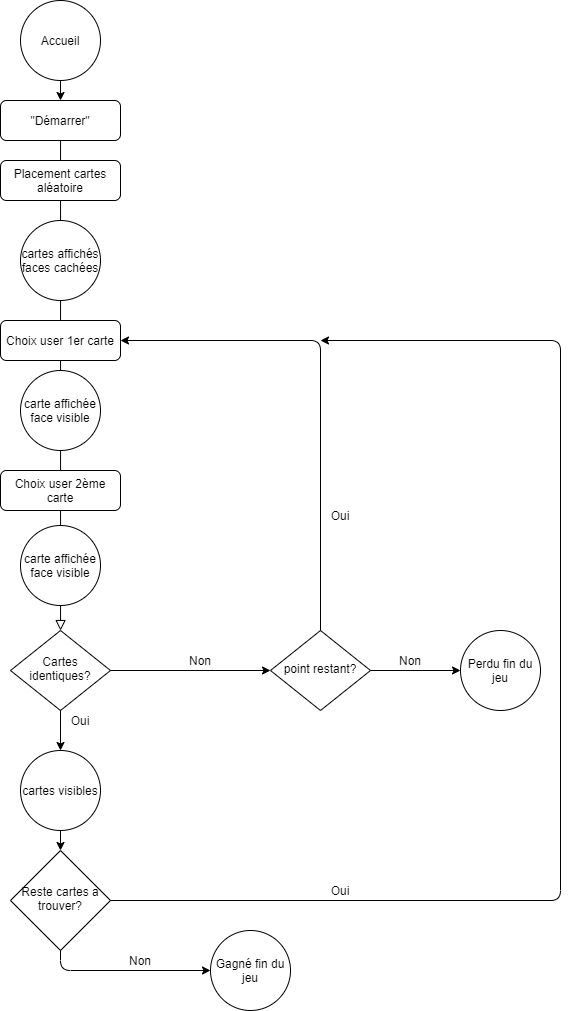 Accueil
"Démarrer"
Placement cartes
aléatoire
cartes affichés
faces cachées
Choix user 1er carte
carte affichée
face visible
Choix user 2ème
carte
Oui
carte affichée
face visible
Cartes
identiques?
Non
point restant?
Non
Perdu fin du
jeu
Oui
cartes visibles
Reste cartes a
trouver?
Oui
Non
Gagné fin du
jeu